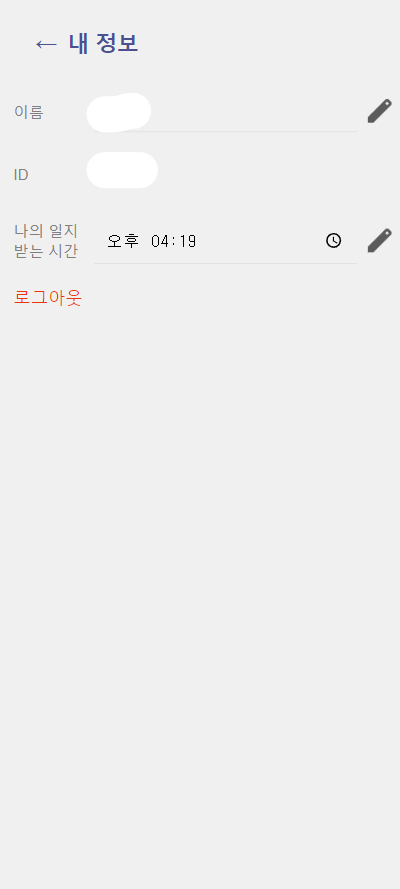 ← 내 정보
이름
ID
나의 일지
받는 시간
오후 04:19
로그아웃